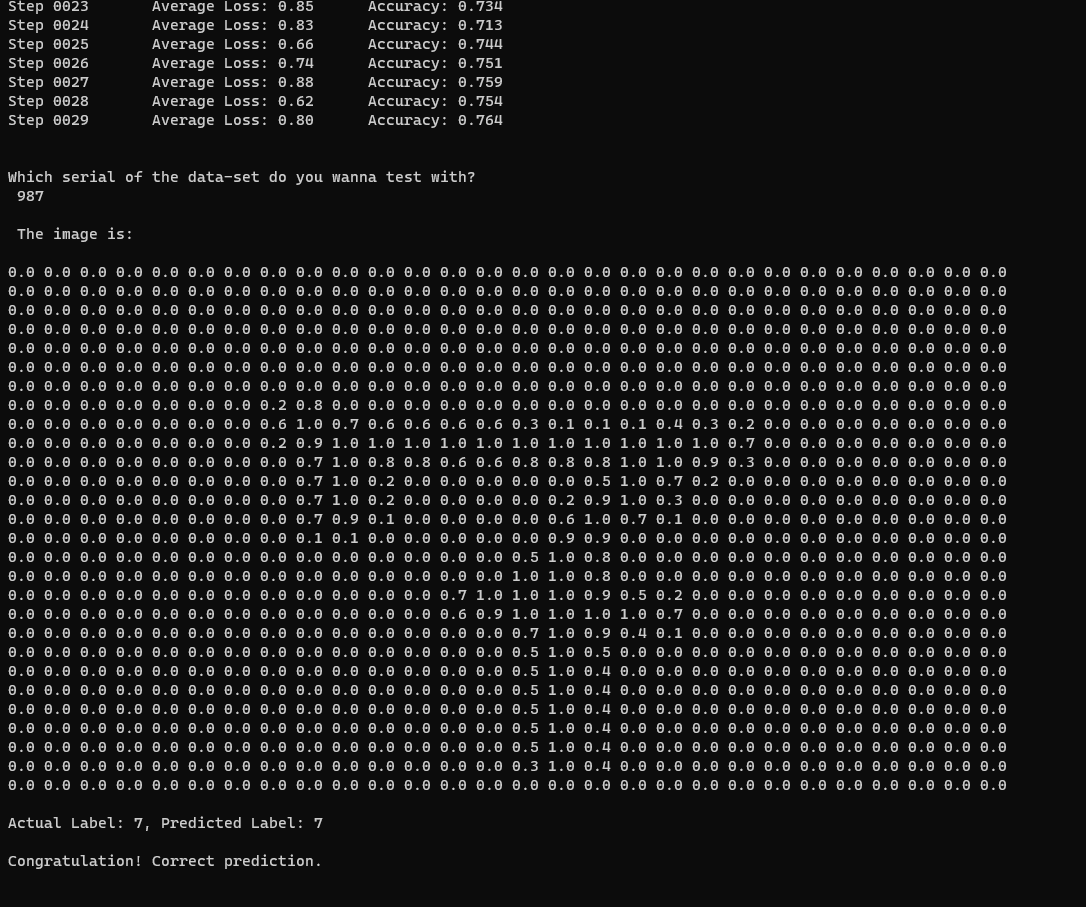 Step 0023 Average Loss: 0.85 Accuracy: 0.734
Step 0024 Average Loss: 0.83 Accuracy: 0.713
Step 0025 Average Loss: 0.66 Accuracy: 0.744
Step 0026 Average Loss: 0.74 Accuracy: 0.751
Step 0027 Average Loss: 0.88 Accuracy: 0.759
Step 0028 Average Loss: 0.62 Accuracy: 0.754
Step 0029 Average Loss: 0.80 Accuracy: 0.764
Which serial of the data-set do you wanna test with?
987
The image is:
0.0 0.0 0.0 0.0 0.0 0.0 0.0 0.0 0.0 0.0 0.0 0.0 0.0 0.0 0.0 0.0 0.0 0.0 0.0 0.0 0.0 0.0 0.0 0.0 0.0 0.0 0.0 0.0
0.0 0.0 0.0 0.0 0.0 0.0 0.0 0.0 0.0 0.0 0.0 0.0 0.0 0.0 0.0 0.0 0.0 0.0 0.0 0.0 0.0 0.0 0.0 0.0 0.0 0.0 0.0 0.0
0.0 0.0 0.0 0.0 0.0 0.0 0.0 0.0 0.0 0.0 0.0 0.0 0.0 0.0 0.0 0.0 0.0 0.0 0.0 0.0 0.0 0.0 0.0 0.0 0.0 0.0 0.0 0.0
0.0 0.0 0.0 0.0 0.0 0.0 0.0 0.0 0.0 0.0 0.0 0.0 0.0 0.0 0.0 0.0 0.0 0.0 0.0 0.0 0.0 0.0 0.0 0.0 0.0 0.0 0.0 0.0
0.0 0.0 0.0 0.0 0.0 0.0 0.0 0.0 0.0 0.0 0.0 0.0 0.0 0.0 0.0 0.0 0.0 0.0 0.0 0.0 0.0 0.0 0.0 0.0 0.0 0.0 0.0 0.0
0.0 0.0 0.0 0.0 0.0 0.0 0.0 0.0 0.0 0.0 0.0 0.0 0.0 0.0 0.0 0.0 0.0 0.0 0.0 0.0 0.0 0.0 0.0 0.0 0.0 0.0 0.0 0.0
0.0 0.0 0.0 0.0 0.0 0.0 0.0 0.0 0.0 0.0 0.0 0.0 0.0 0.0 0.0 0.0 0.0 0.0 0.0 0.0 0.0 0.0 0.0 0.0 0.0 0.0 0.0 0.0
0.0 0.0 0.0 0.0 0.0 0.0 0.0 0.2 0.8 0.0 0.0 0.0 0.0 0.0 0.0 0.0 0.0 0.0 0.0 0.0 0.0 0.0 0.0 0.0 0.0 0.0 0.0 0.0
0.0 0.0 0.0 0.0 0.0 0.0 0.0 0.6 1.0 0.7 0.6 0.6 0.6 0.6 0.3 0.1 0.1 0.1 0.4 0.3 0.2 0.0 0.0 0.0 0.0 0.0 0.0 0.0
0.0 0.0 0.0 0.0 0.0 0.0 0.0 0.2 0.9 1.0 1.0 1.0 1.0 1.0 1.0 1.0 1.0 1.0 1.0 1.0 0.7 0.0 0.0 0.0 0.0 0.0 0.0 0.0
0.0 0.0 0.0 0.0 0.0 0.0 0.0 0.0 0.7 1.0 0.8 0.8 0.6 0.6 0.8 0.8 0.8 1.0 1.0 0.9 0.3 0.0 0.0 0.0 0.0 0.0 0.0 0.0
0.0 0.0 0.0 0.0 0.0 0.0 0.0 0.0 0.7 1.0 0.2 0.0 0.0 0.0 0.0 0.0 0.5 1.0 0.7 0.2 0.0 0.0 0.0 0.0 0.0 0.0 0.0 0.0
0.0 0.0 0.0 0.0 0.0 0.0 0.0 0.0 0.7 1.0 0.2 0.0 0.0 0.0 0.0 0.2 0.9 1.0 0.3 0.0 0.0 0.0 0.0 0.0 0.0 0.0 0.0 0.0
0.0 0.0 0.0 0.0 0.0 0.0 0.0 0.0 0.7 0.9 0.1 0.0 0.0 0.0 0.0 0.6 1.0 0.7 0.1 0.0 0.0 0.0 0.0 0.0 0.0 0.0 0.0 0.0
0.0 0.0 0.0 0.0 0.0 0.0 0.0 0.0 0.1 0.1 0.0 0.0 0.0 0.0 0.0 0.9 0.9 0.0 0.0 0.0 0.0 0.0 0.0 0.0 0.0 0.0 0.0 0.0
0.0 0.0 0.0 0.0 0.0 0.0 0.0 0.0 0.0 0.0 0.0 0.0 0.0 0.0 0.5 1.0 0.8 0.0 0.0 0.0 0.0 0.0 0.0 0.0 0.0 0.0 0.0 0.0
0.0 0.0 0.0 0.0 0.0 0.0 0.0 0.0 0.0 0.0 0.0 0.0 0.0 0.0 1.0 1.0 0.8 0.0 0.0 0.0 0.0 0.0 0.0 0.0 0.0 0.0 0.0 0.0
0.0 0.0 0.0 0.0 0.0 0.0 0.0 0.0 0.0 0.0 0.0 0.0 0.7 1.0 1.0 1.0 0.9 0.5 0.2 0.0 0.0 0.0 0.0 0.0 0.0 0.0 0.0 0.0
0.0 0.0 0.0 0.0 0.0 0.0 0.0 0.0 0.0 0.0 0.0 0.0 0.6 0.9 1.0 1.0 1.0 1.0 0.7 0.0 0.0 0.0 0.0 0.0 0.0 0.0 0.0 0.0
0.0 0.0 0.0 0.0 0.0 0.0 0.0 0.0 0.0 0.0 0.0 0.0 0.0 0.0 0.7 1.0 0.9 0.4 0.1 0.0 0.0 0.0 0.0 0.0 0.0 0.0 0.0 0.0
0.0 0.0 0.0 0.0 0.0 0.0 0.0 0.0 0.0 0.0 0.0 0.0 0.0 0.0 0.5 1.0 0.5 0.0 0.0 0.0 0.0 0.0 0.0 0.0 0.0 0.0 0.0 0.0
0.0 0.0 0.0 0.0 0.0 0.0 0.0 0.0 0.0 0.0 0.0 0.0 0.0 0.0 0.5 1.0 0.4 0.0 0.0 0.0 0.0 0.0 0.0 0.0 0.0 0.0 0.0 0.0
0.0 0.0 0.0 0.0 0.0 0.0 0.0 0.0 0.0 0.0 0.0 0.0 0.0 0.0 0.5 1.0 0.4 0.0 0.0 0.0 0.0 0.0 0.0 0.0 0.0 0.0 0.0 0.0
0.0 0.0 0.0 0.0 0.0 0.0 0.0 0.0 0.0 0.0 0.0 0.0 0.0 0.0 0.5 1.0 0.4 0.0 0.0 0.0 0.0 0.0 0.0 0.0 0.0 0.0 0.0 0.0
0.0 0.0 0.0 0.0 0.0 0.0 0.0 0.0 0.0 0.0 0.0 0.0 0.0 0.0 0.5 1.0 0.4 0.0 0.0 0.0 0.0 0.0 0.0 0.0 0.0 0.0 0.0 0.0
0.0 0.0 0.0 0.0 0.0 0.0 0.0 0.0 0.0 0.0 0.0 0.0 0.0 0.0 0.5 1.0 0.4 0.0 0.0 0.0 0.0 0.0 0.0 0.0 0.0 0.0 0.0 0.0
0.0 0.0 0.0 0.0 0.0 0.0 0.0 0.0 0.0 0.0 0.0 0.0 0.0 0.0 0.3 1.0 0.4 0.0 0.0 0.0 0.0 0.0 0.0 0.0 0.0 0.0 0.0 0.0
0.0 0.0 0.0 0.0 0.0 0.0 0.0 0.0 0.0 0.0 0.0 0.0 0.0 0.0 0.0 0.0 0.0 0.0 0.0 0.0 0.0 0.0 0.0 0.0 0.0 0.0 0.0 0.0
Actual Label: 7, Predicted Label: 7
Congratulation! Correct prediction.